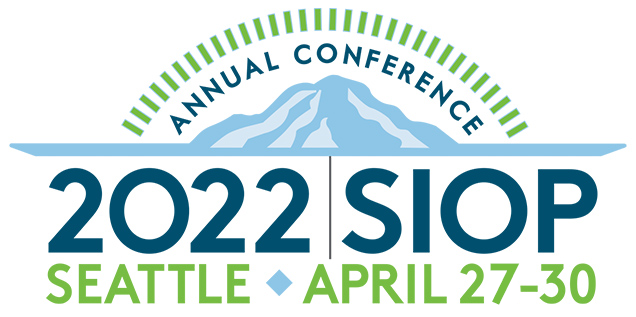 ANNUAL CONFERENCE
2022 | SIOP
SEATTLE ◆ APRIL 27-30